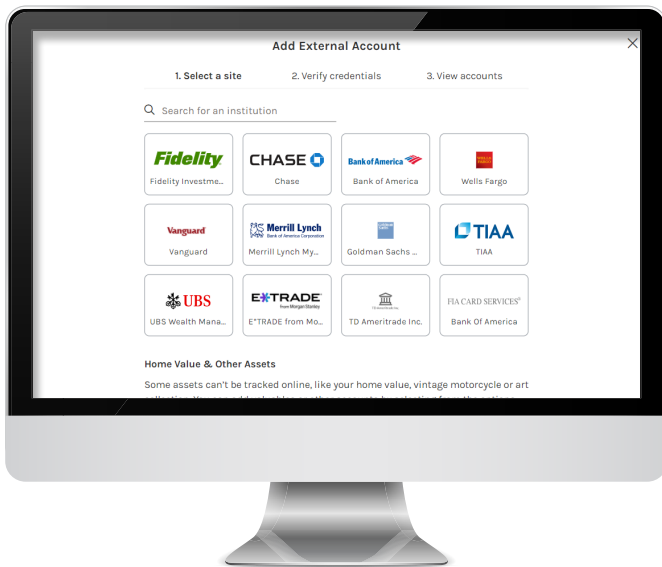 Add External Account
1. Select a site 2. Verify credentials 3. View accounts
Search for an institution
Fidelity CHASE Bank of America WELLS FARGO
Fidelity Investme... Chase Bank of America Wells Fargo
Vanguard Merrill Lynch Goldman Sachs TIAA
Bank of America Corporation
Vanguard Merrill Lynch My... Goldman Sachs ... TIAA
UBS E*TRADE FIA CARD SERVICES®
from Morgan Stanley
UBS Wealth Mana... E*TRADE from Mo... TD Ameritrade Inc. Bank Of America
Home Value & Other Assets
Some assets can't be tracked online, like your home value, vintage motorcycle or art